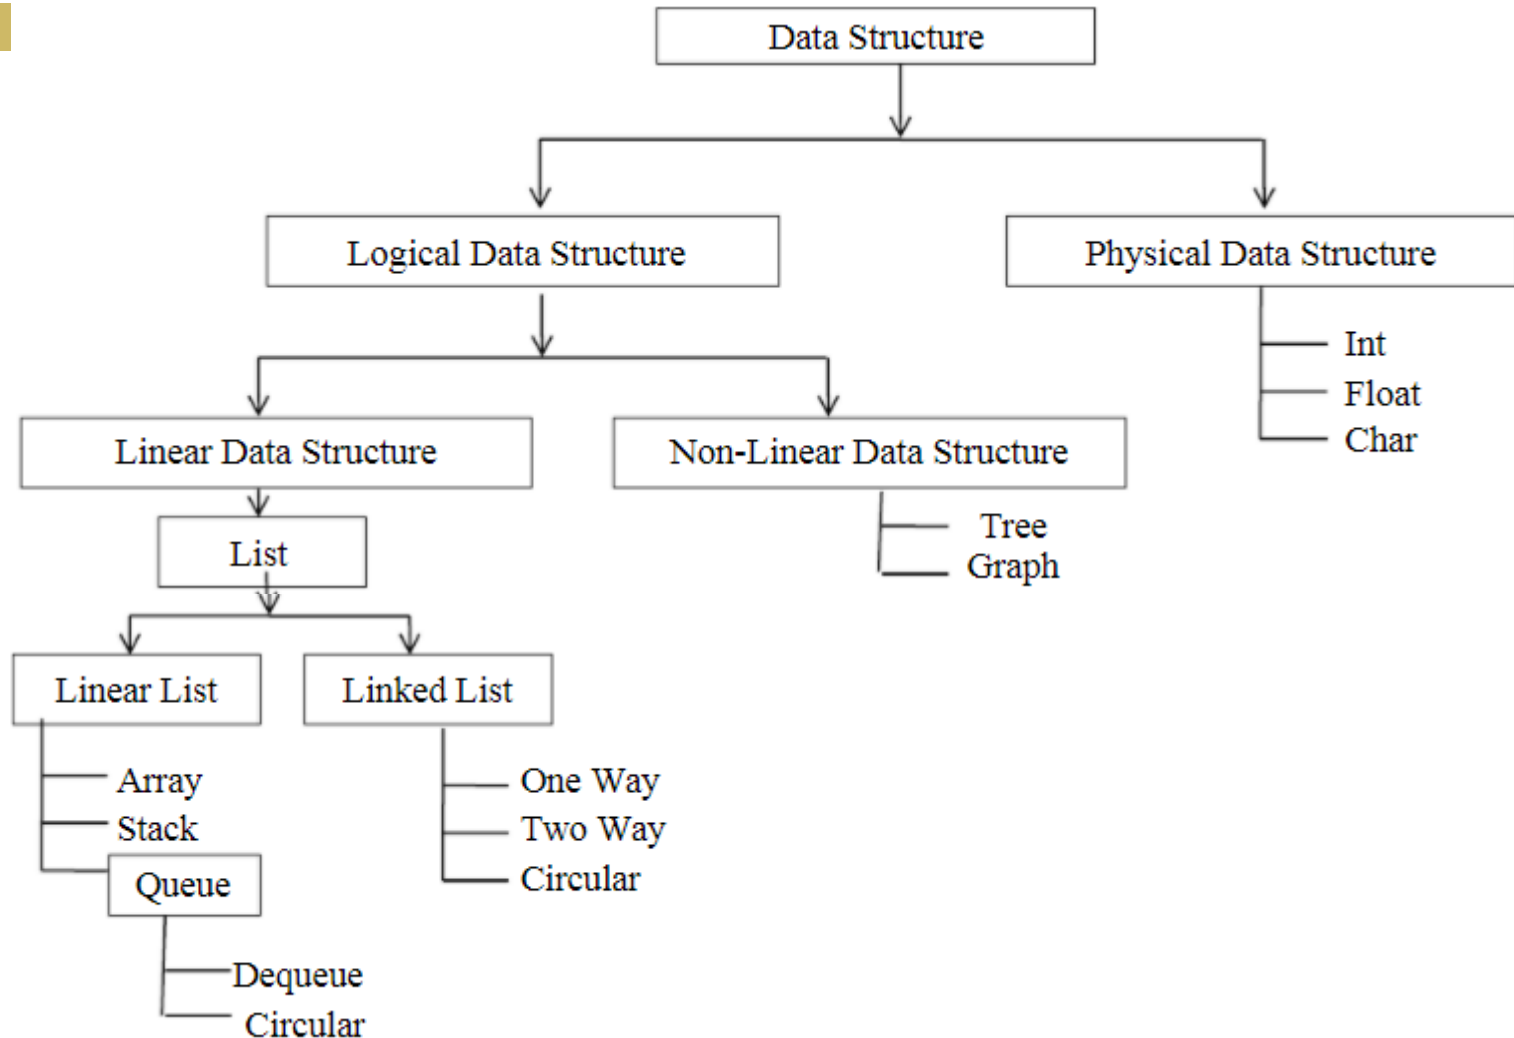 Data Structure
Logical Data Structure
Physical Data Structure
Int
Float
Char
Linear Data Structure
Non-Linear Data Structure
Tree
Graph
List
Linear List
Linked List
Array
Stack
Queue
Dequeue
Circular
One Way
Two Way
Circular